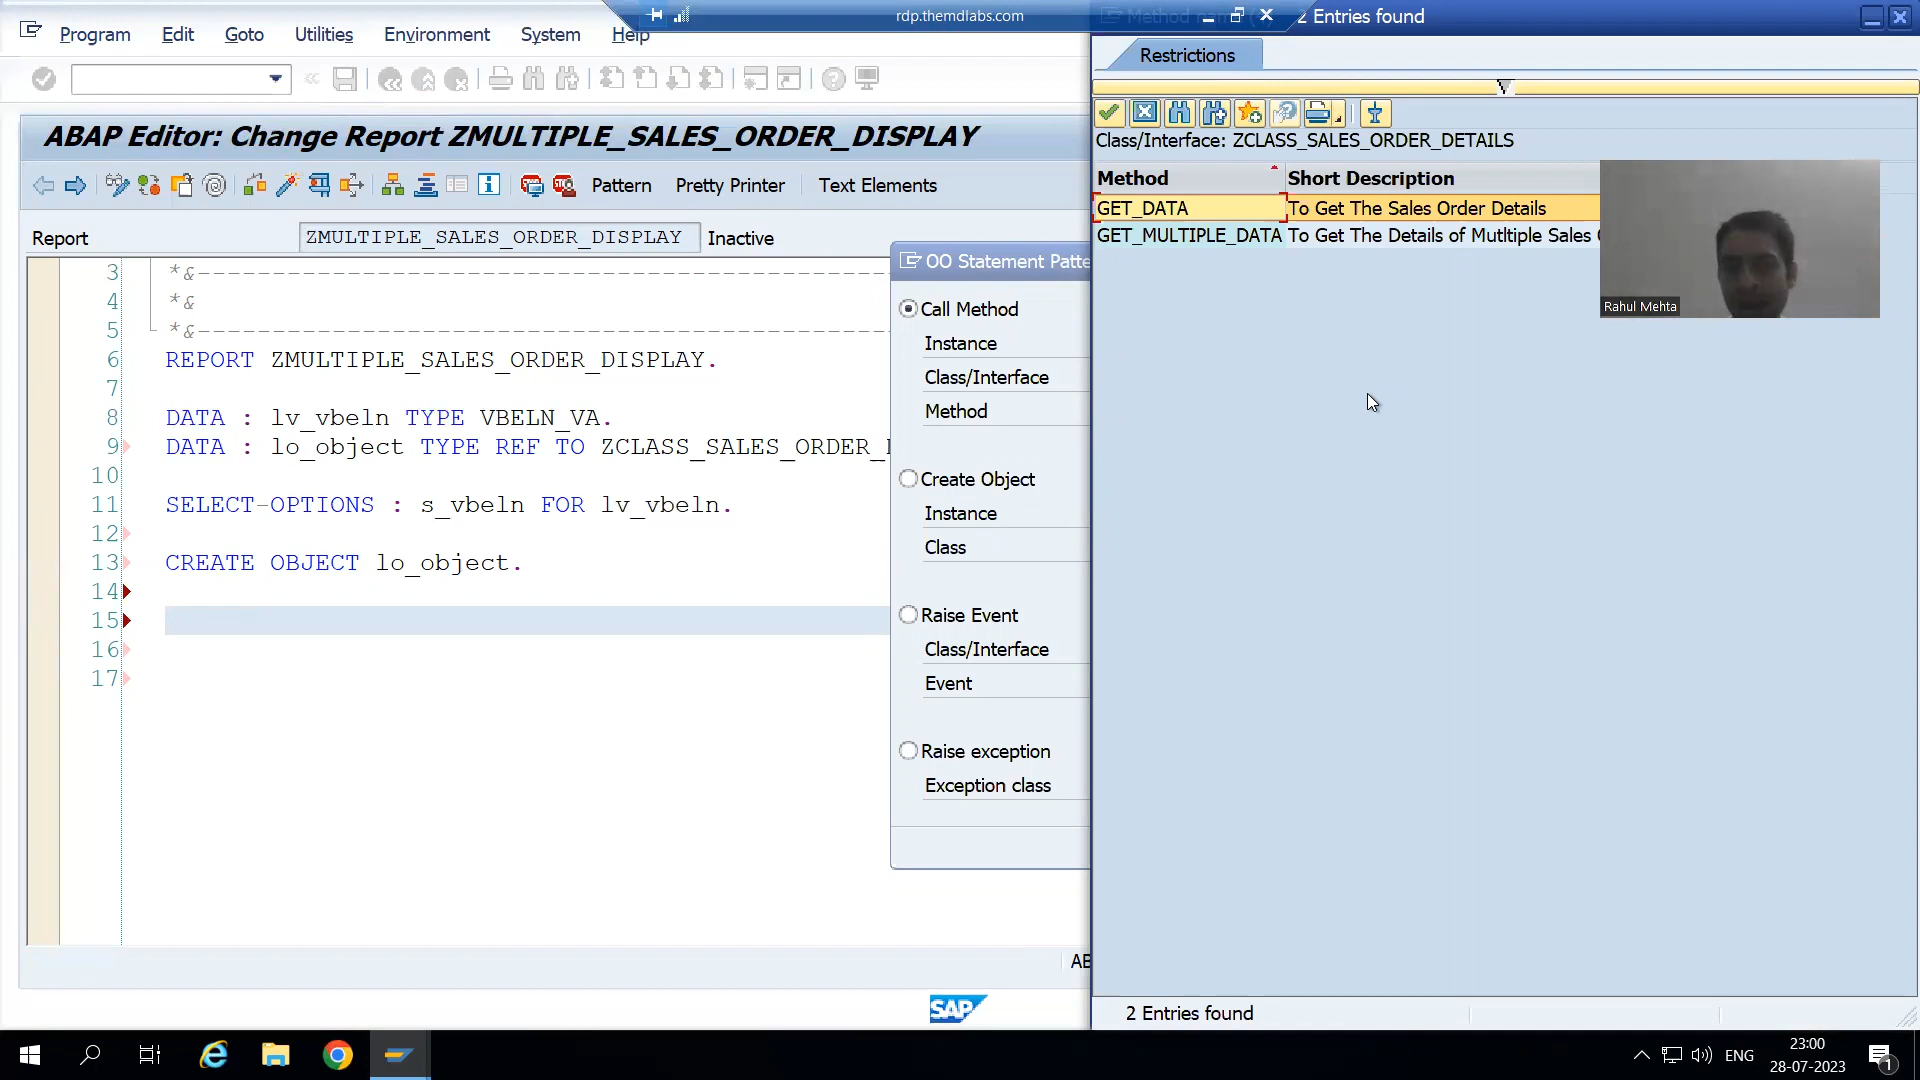 rdp.themdlabs.com
2 Entries found
Program Edit Goto Utilities Environment System Help
Restrictions
ABAP Editor: Change Report ZMULTIPLE_SALES_ORDER_DISPLAY
Class/Interface: ZCLASS_SALES_ORDER_DETAILS
Pattern Pretty Printer Text Elements
Method Short Description
GET_DATA To Get The Sales Order Details
GET_MULTIPLE_DATA To Get The Details of Mutltiple Sales
Rahul Mehta
Report ZMULTIPLE_SALES_ORDER_DISPLAY Inactive
3 *&----------------------------------------
4 *&
5 *&----------------------------------------
6 REPORT ZMULTIPLE_SALES_ORDER_DISPLAY.
7
8 DATA : lv_vbeln TYPE VBELN_VA.
9 DATA : lo_object TYPE REF TO ZCLASS_SALES_ORDER_
10
11 SELECT-OPTIONS : s_vbeln FOR lv_vbeln.
12
13 CREATE OBJECT lo_object.
14
15
16
17
OO Statement Patte
Call Method
Instance
Class/Interface
Method
Create Object
Instance
Class
Raise Event
Class/Interface
Event
Raise exception
Exception class
AB
SAP
2 Entries found
ENG
23:00
28-07-2023
1